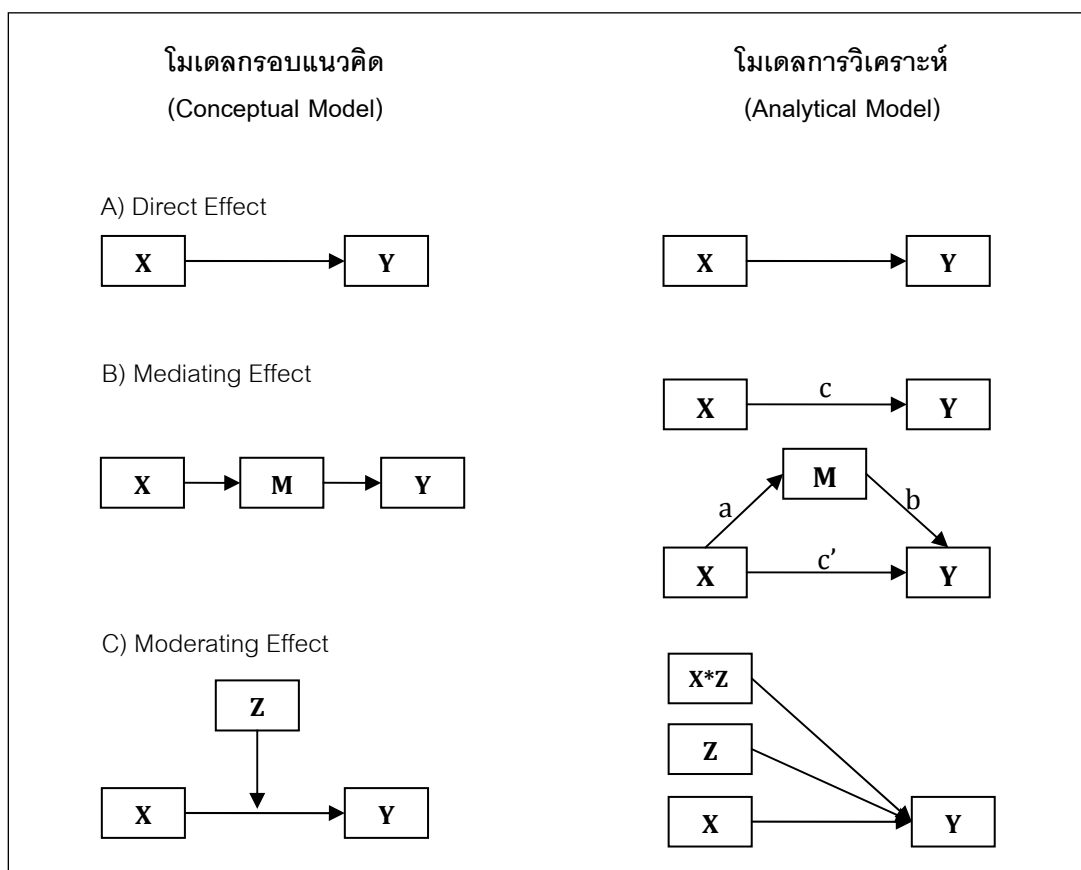 โมเดลกรอบแนวคิด
(Conceptual Model)
โมเดลการวิเคราะห์
(Analytical Model)
A) Direct Effect
X Y
X Y
B) Mediating Effect
X M Y
c
X Y
M
a b
X c’ Y
C) Moderating Effect
Z
X Y
X*Z
Z
X Y